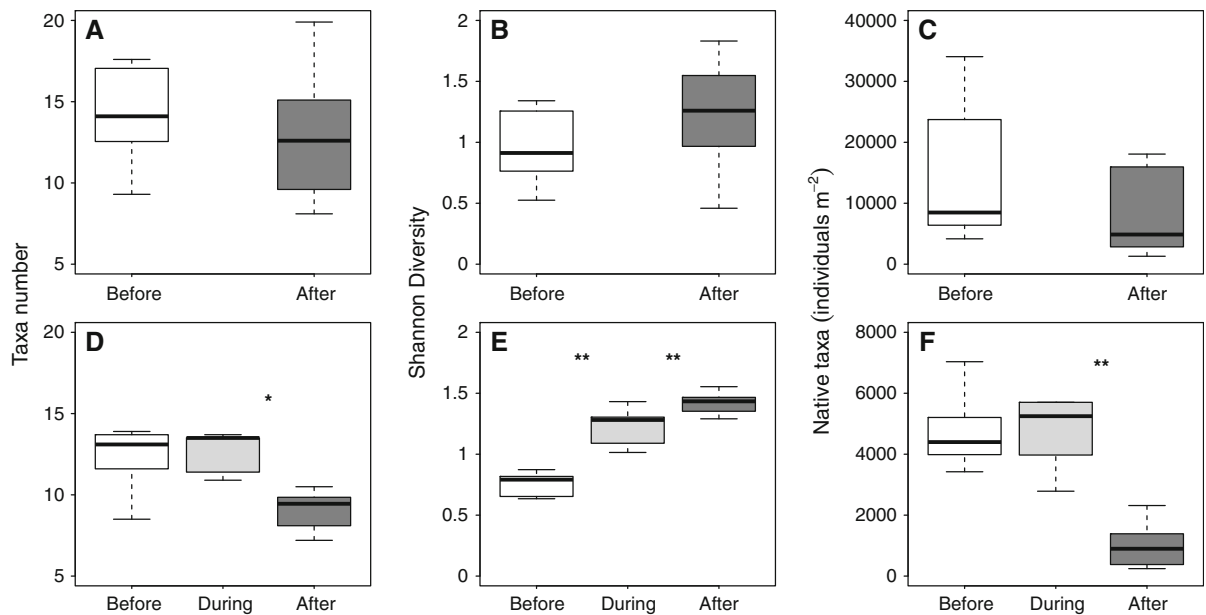 A
20
15
10
5
Before
After
B
2
1.5
1
0.5
0
Before
After
C
40000
30000
20000
10000
0
Before
After
Taxa number
Shannon Diversity
Native taxa (individuals m⁻²)
D
20
15
10
5
*
Before
During
After
E
2
1.5
1
0.5
0
**
**
Before
During
After
F
8000
6000
4000
2000
0
**
Before
During
After